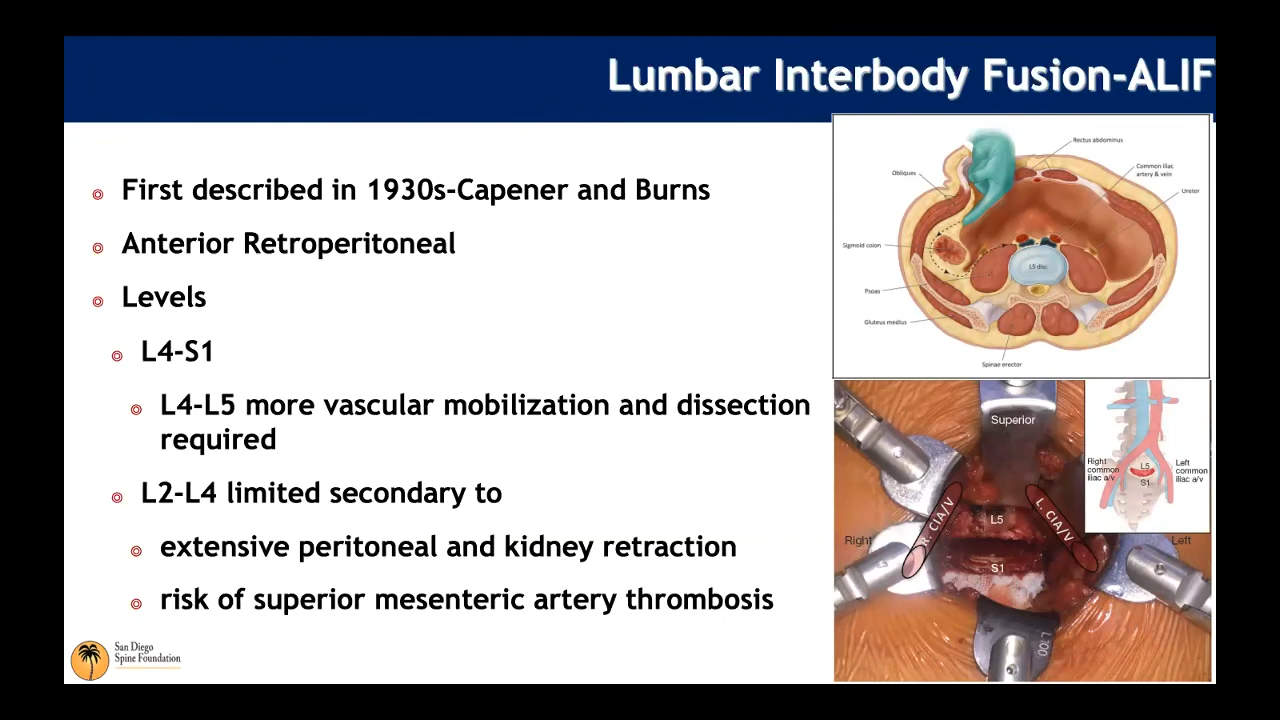 Lumbar Interbody Fusion-ALIF
First described in 1930s-Capener and Burns
Anterior Retroperitoneal
Levels
L4-S1
L4-L5 more vascular mobilization and dissection
required
L2-L4 limited secondary to
extensive peritoneal and kidney retraction
risk of superior mesenteric artery thrombosis
San Diego
Spine Foundation
Rectus abdominus
Obliques
Common iliac
artery & vein
Ureter
Sigmoid colon
L5 disc
Psoas
Gluteus medius
Spinae erector
Superior
Right
common
iliac a/v
L5
S1
Left
common
iliac a/v
R. CIA/V
L. CIA/V
L5
Right
Left
S1
L100